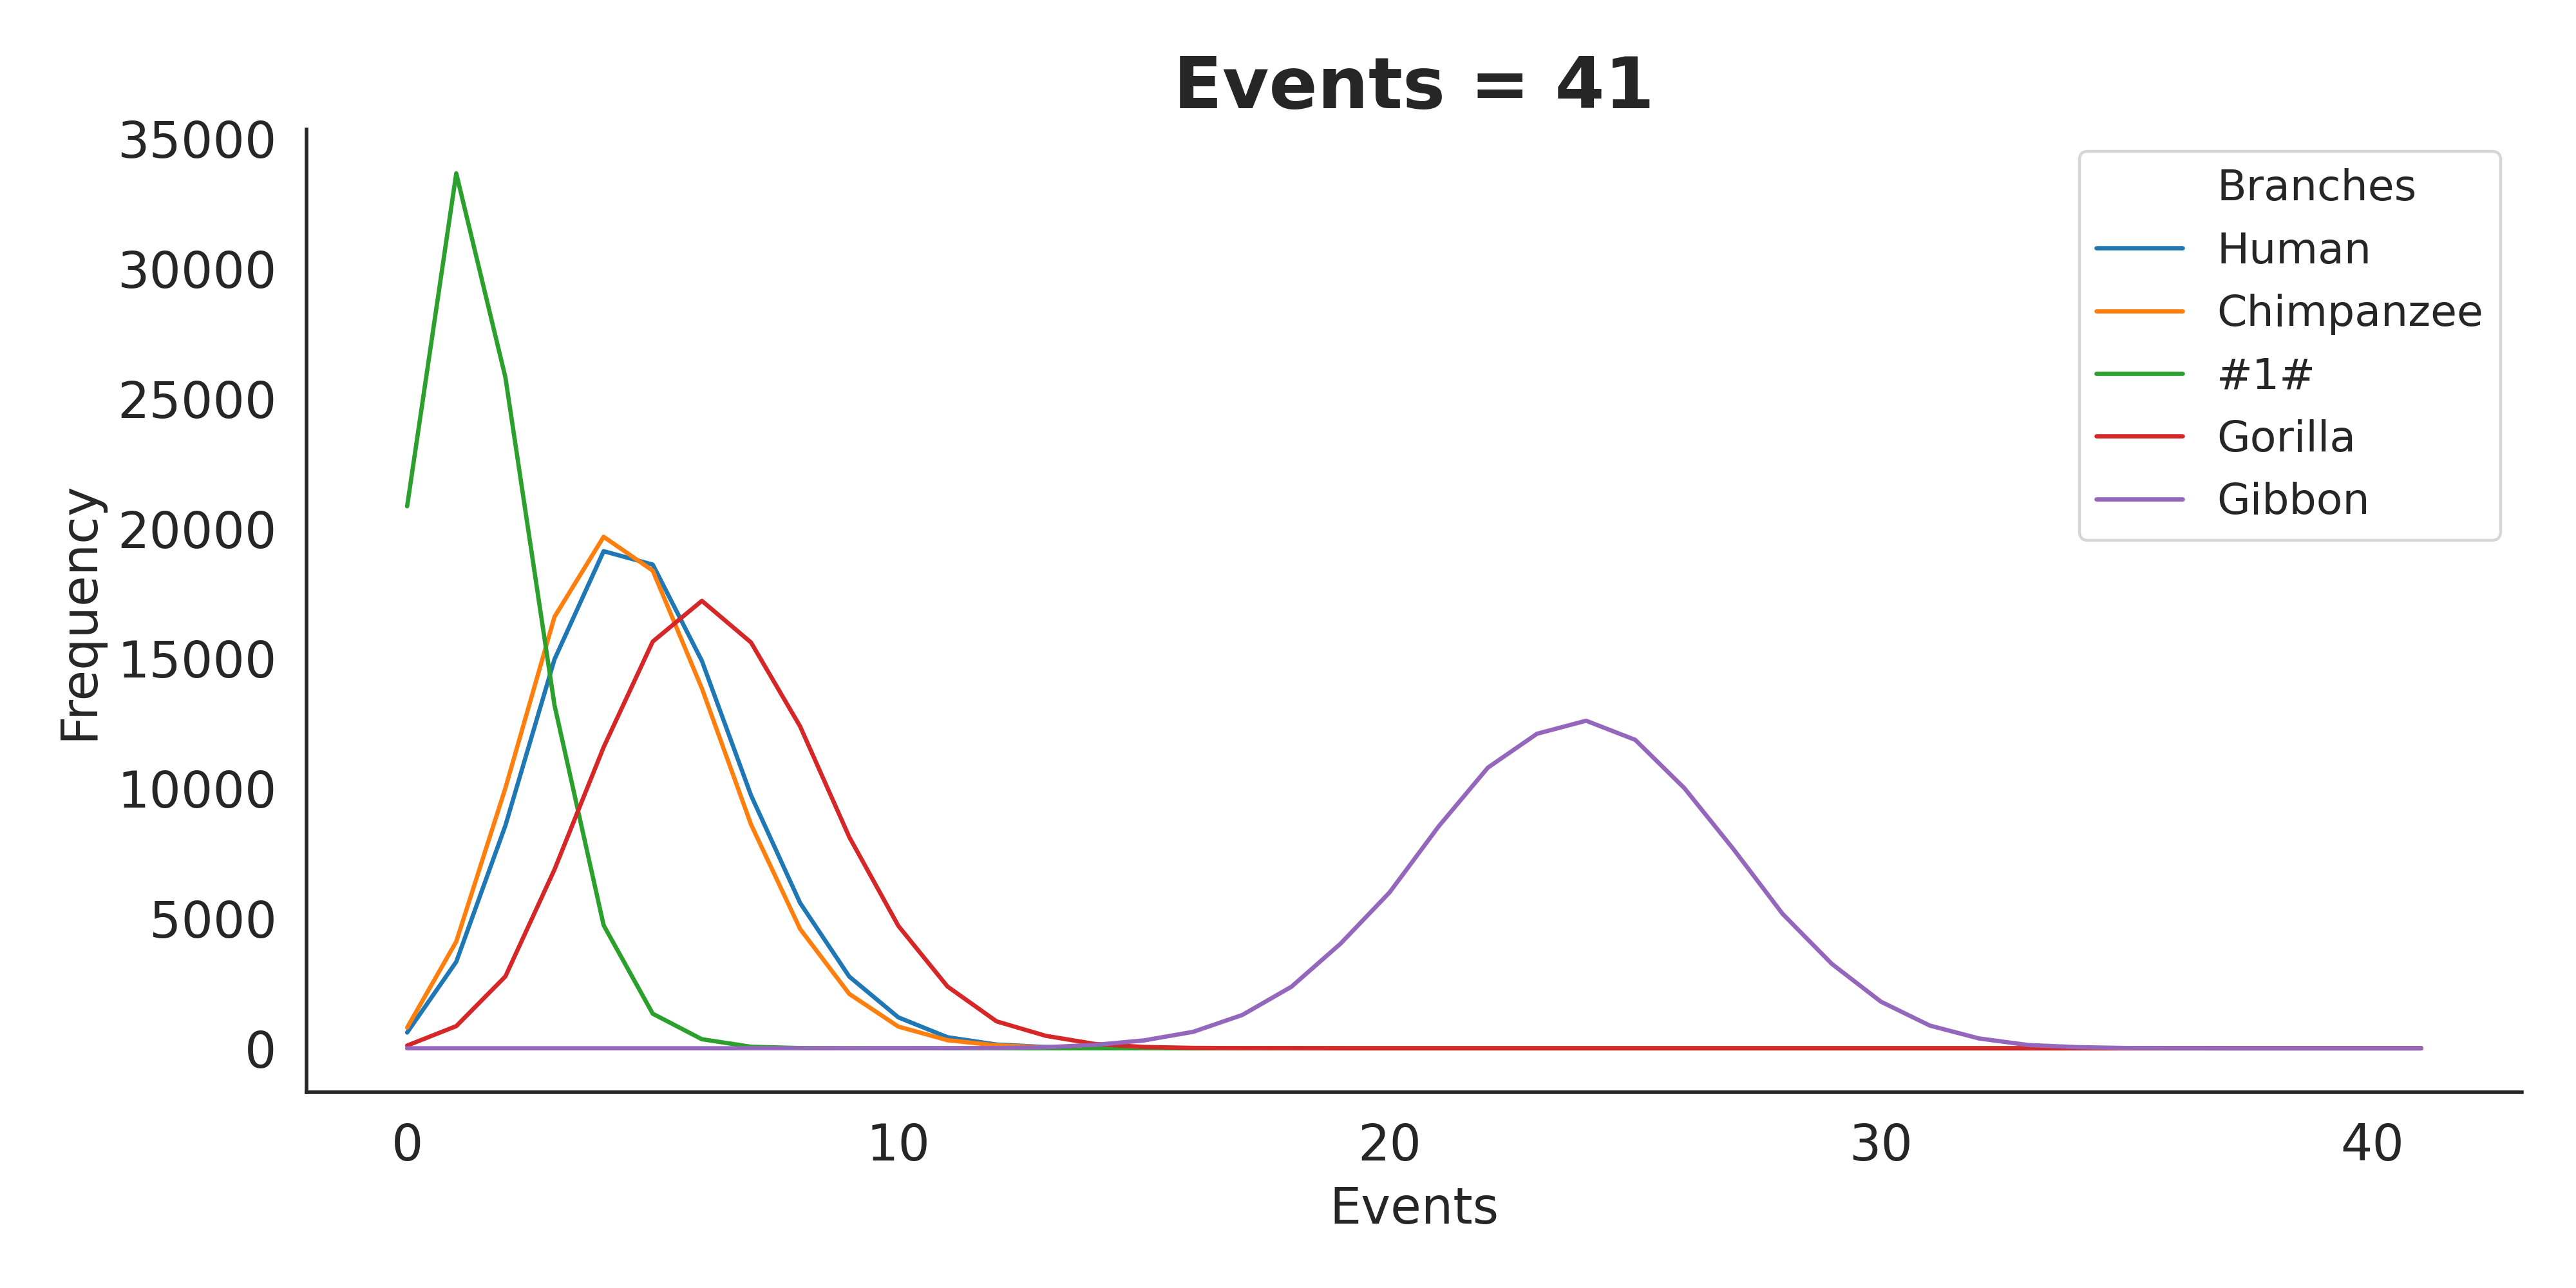 Events = 41
35000
30000
25000
20000
15000
10000
5000
0
Frequency
0 10 20 30 40
Events
Branches
Human
Chimpanzee
#1#
Gorilla
Gibbon